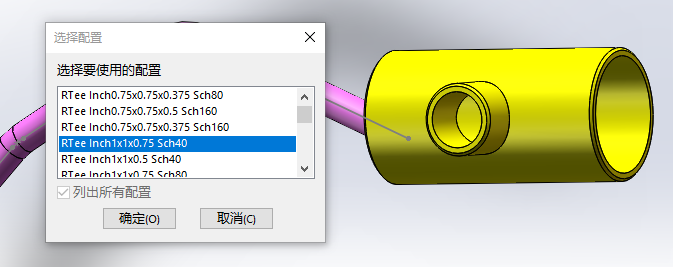 选择配置
选择要使用的配置
RTee Inch0.75x0.75x0.375 Sch80
RTee Inch0.75x0.75x0.5 Sch160
RTee Inch0.75x0.75x0.375 Sch160
RTee Inch1x1x0.75 Sch40
RTee Inch1x1x0.5 Sch40
RTee Inch1x1x0.75 Sch80
列出所有配置
确定(O) 取消(C)